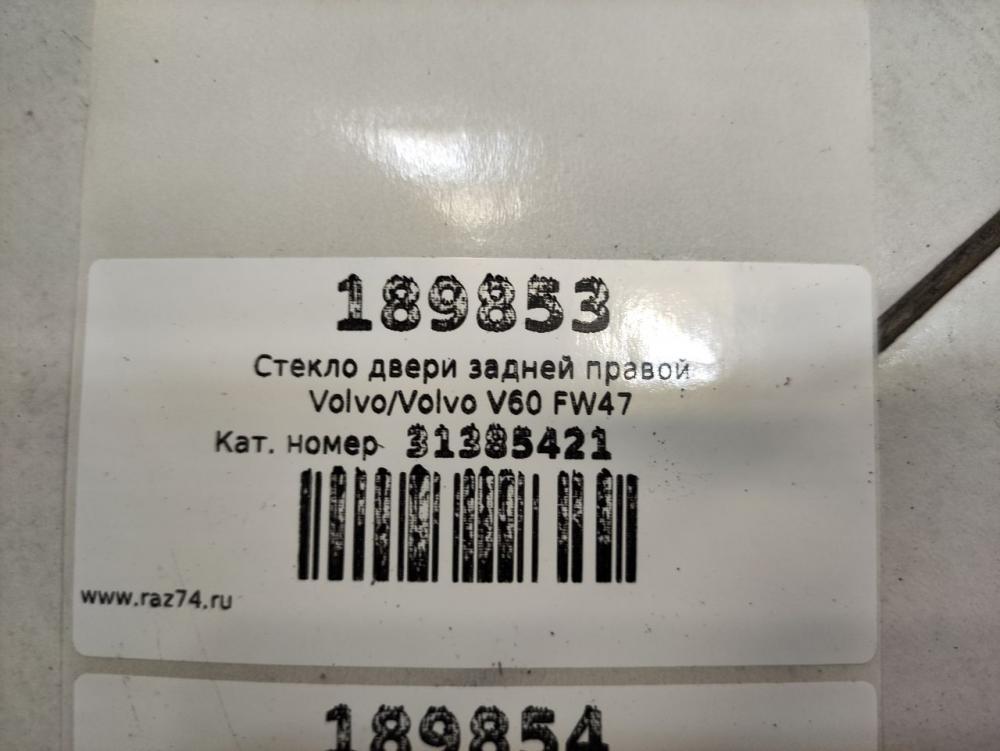 189853
Стекло двери задней правой
Volvo/Volvo V60 FW47
Кат. номер 31385421
www.raz74.ru
189854